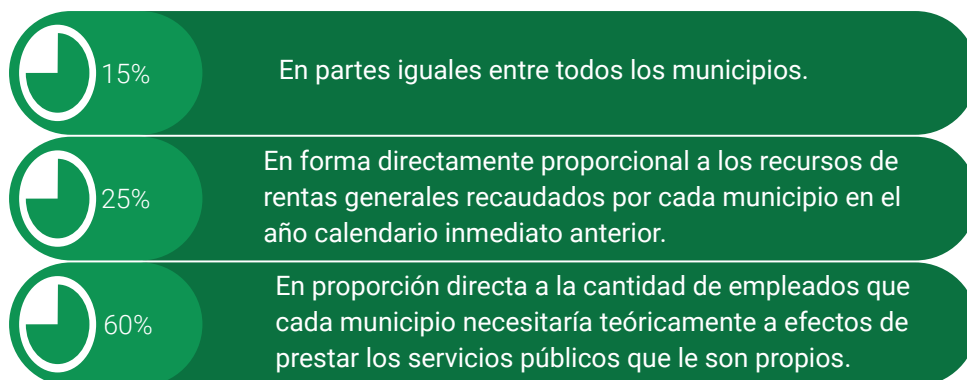 15%
En partes iguales entre todos los municipios.
25%
En forma directamente proporcional a los recursos de
rentas generales recaudados por cada municipio en el
año calendario inmediato anterior.
60%
En proporción directa a la cantidad de empleados que
cada municipio necesitaría teóricamente a efectos de
prestar los servicios públicos que le son propios.